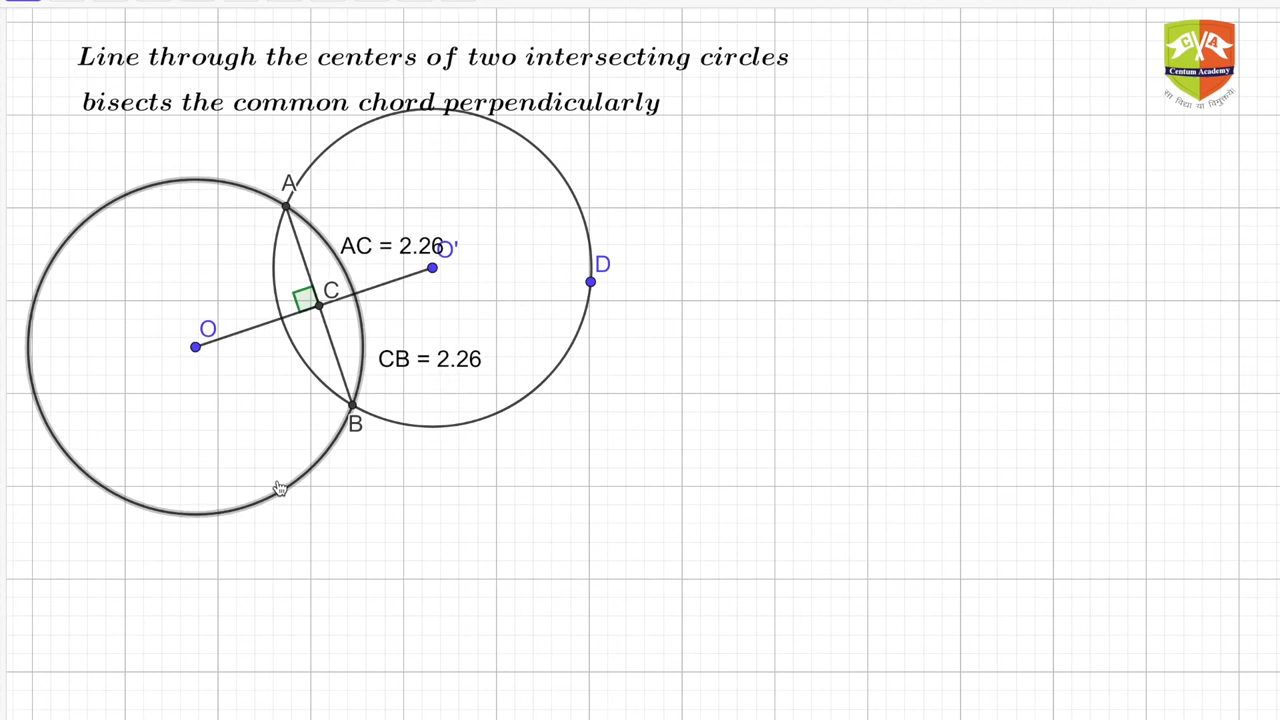 Line through the centers of two intersecting circles
bisects the common chord perpendicularly
C A
Centum Academy
सा विद्या या विमुक्तये
A
AC = 2.26
O'
D
C
O
CB = 2.26
B